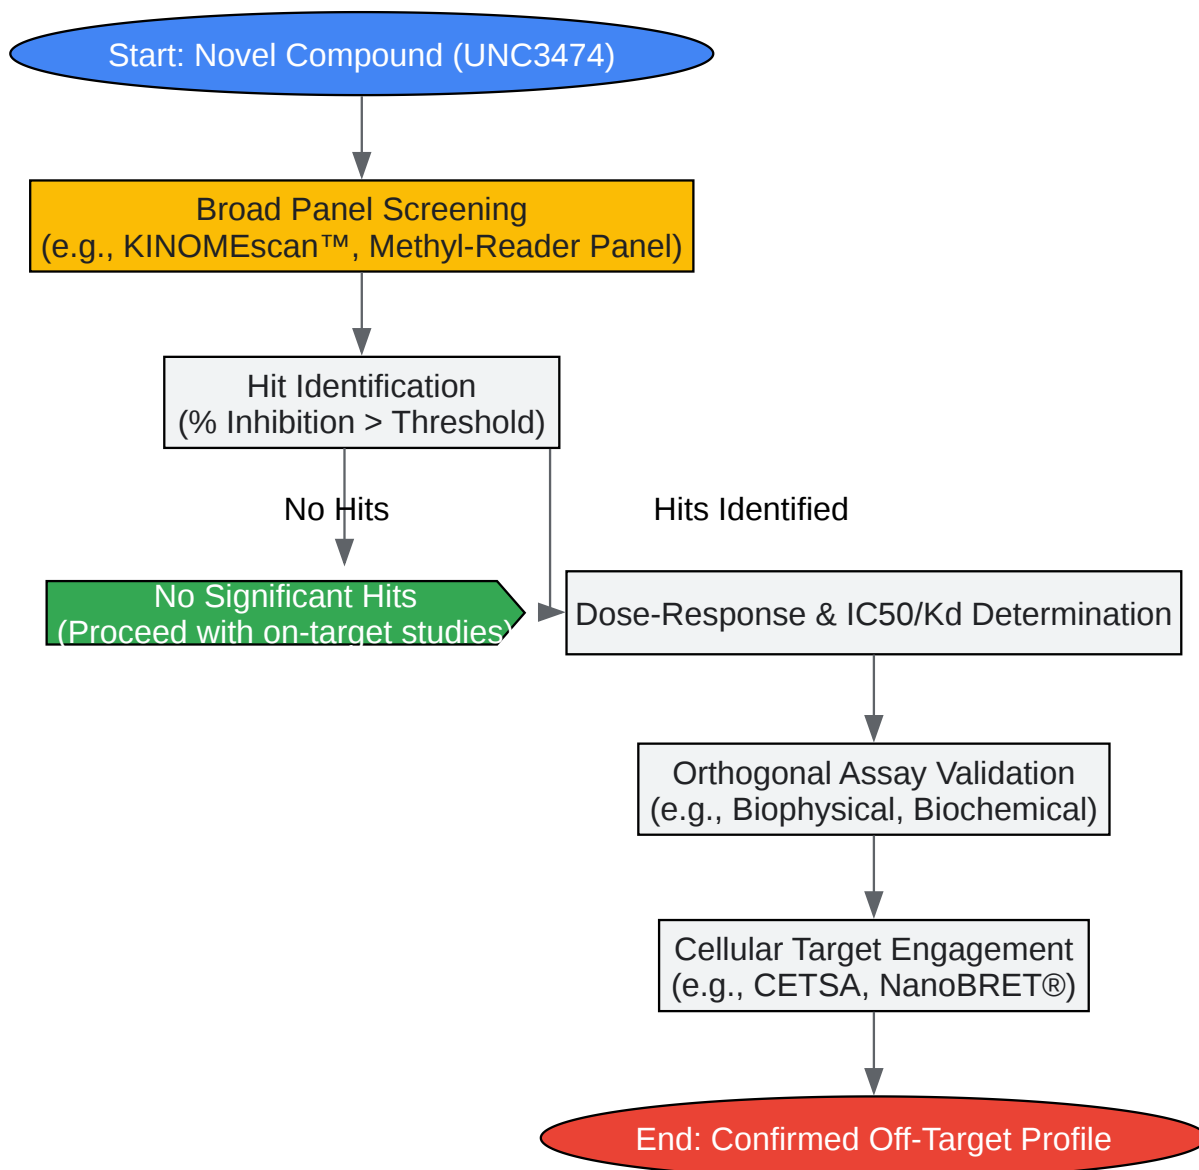 Start: Novel Compound (UNC3474)
Broad Panel Screening
(e.g., KINOMEscan™, Methyl-Reader Panel)
Hit Identification
(% Inhibition > Threshold)
No Hits
Hits Identified
No Significant Hits
(Proceed with on-target studies)
Dose-Response & IC50/Kd Determination
Orthogonal Assay Validation
(e.g., Biophysical, Biochemical)
Cellular Target Engagement
(e.g., CETSA, NanoBRET®)
End: Confirmed Off-Target Profile